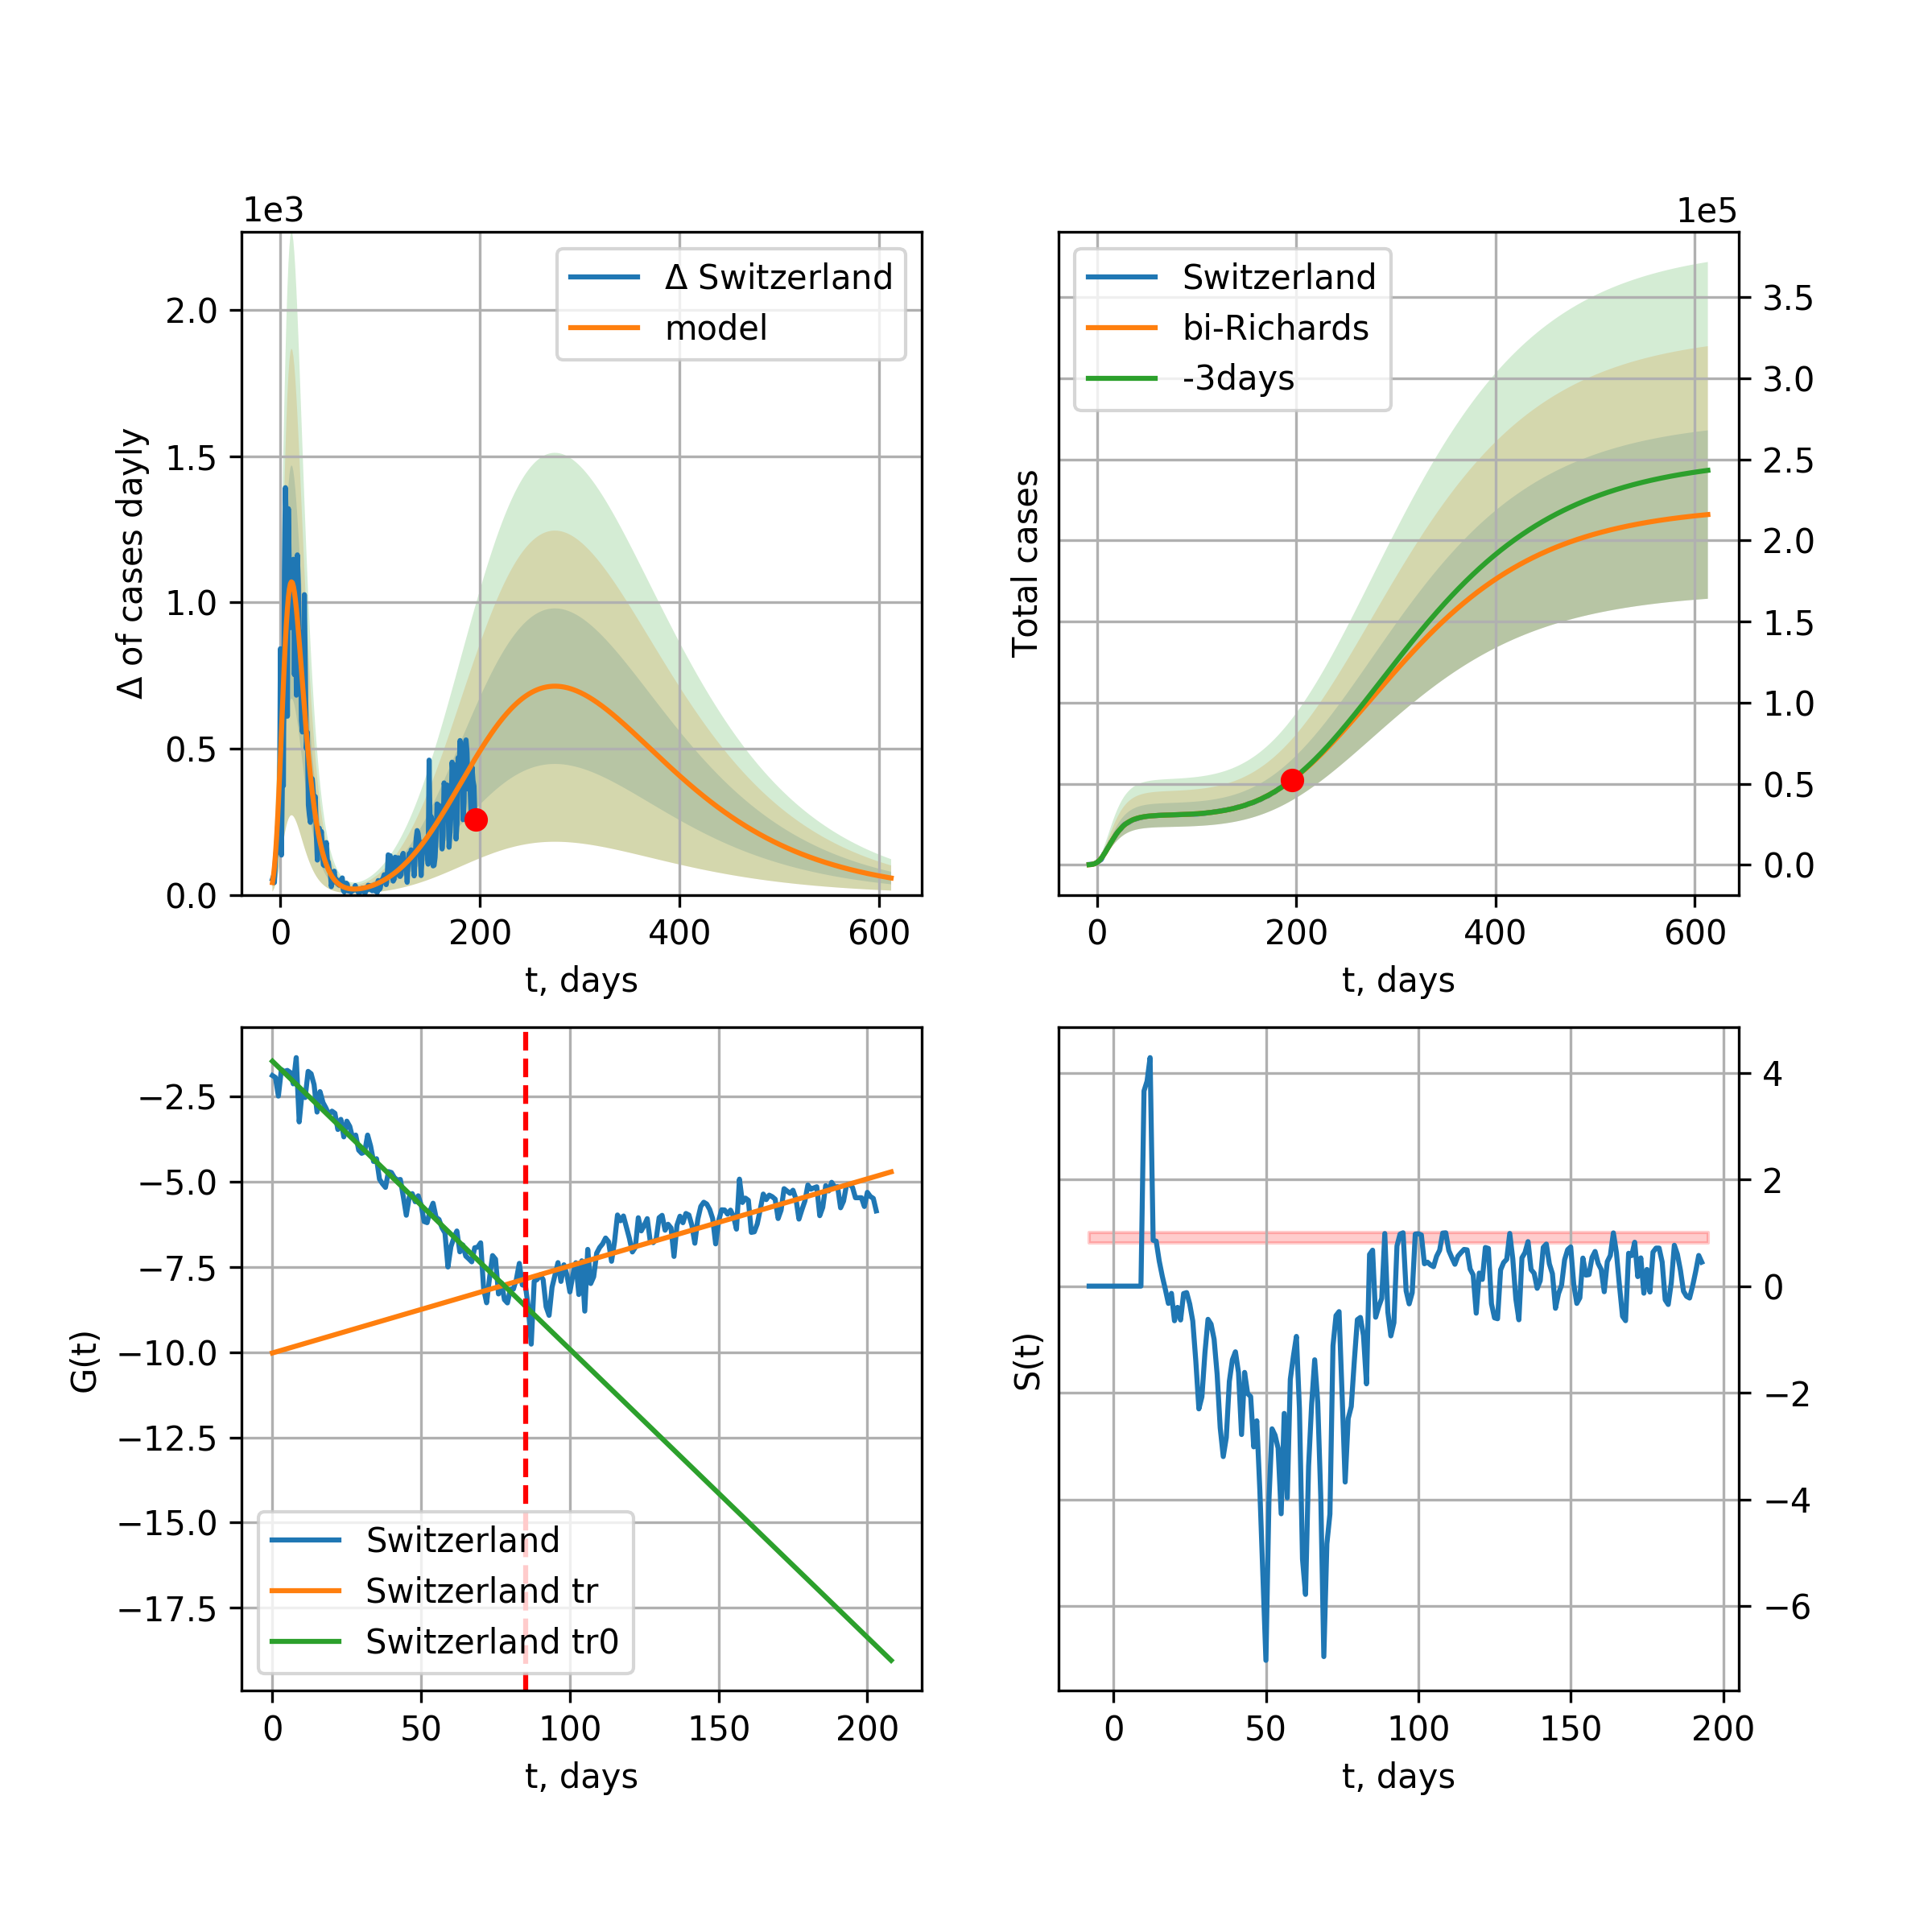 1e3
Δ Switzerland
model
2.0
1.5
1.0
0.5
0.0
Δ of cases dayly
0 200 400 600
t, days
1e5
Switzerland
bi-Richards
-3days
3.5
3.0
2.5
2.0
1.5
1.0
0.5
0.0
Total cases
0 200 400 600
t, days
−2.5
−5.0
−7.5
−10.0
−12.5
−15.0
−17.5
G(t)
Switzerland
Switzerland tr
Switzerland tr0
0 50 100 150 200
t, days
4
2
0
−2
−4
−6
S(t)
0 50 100 150 200
t, days